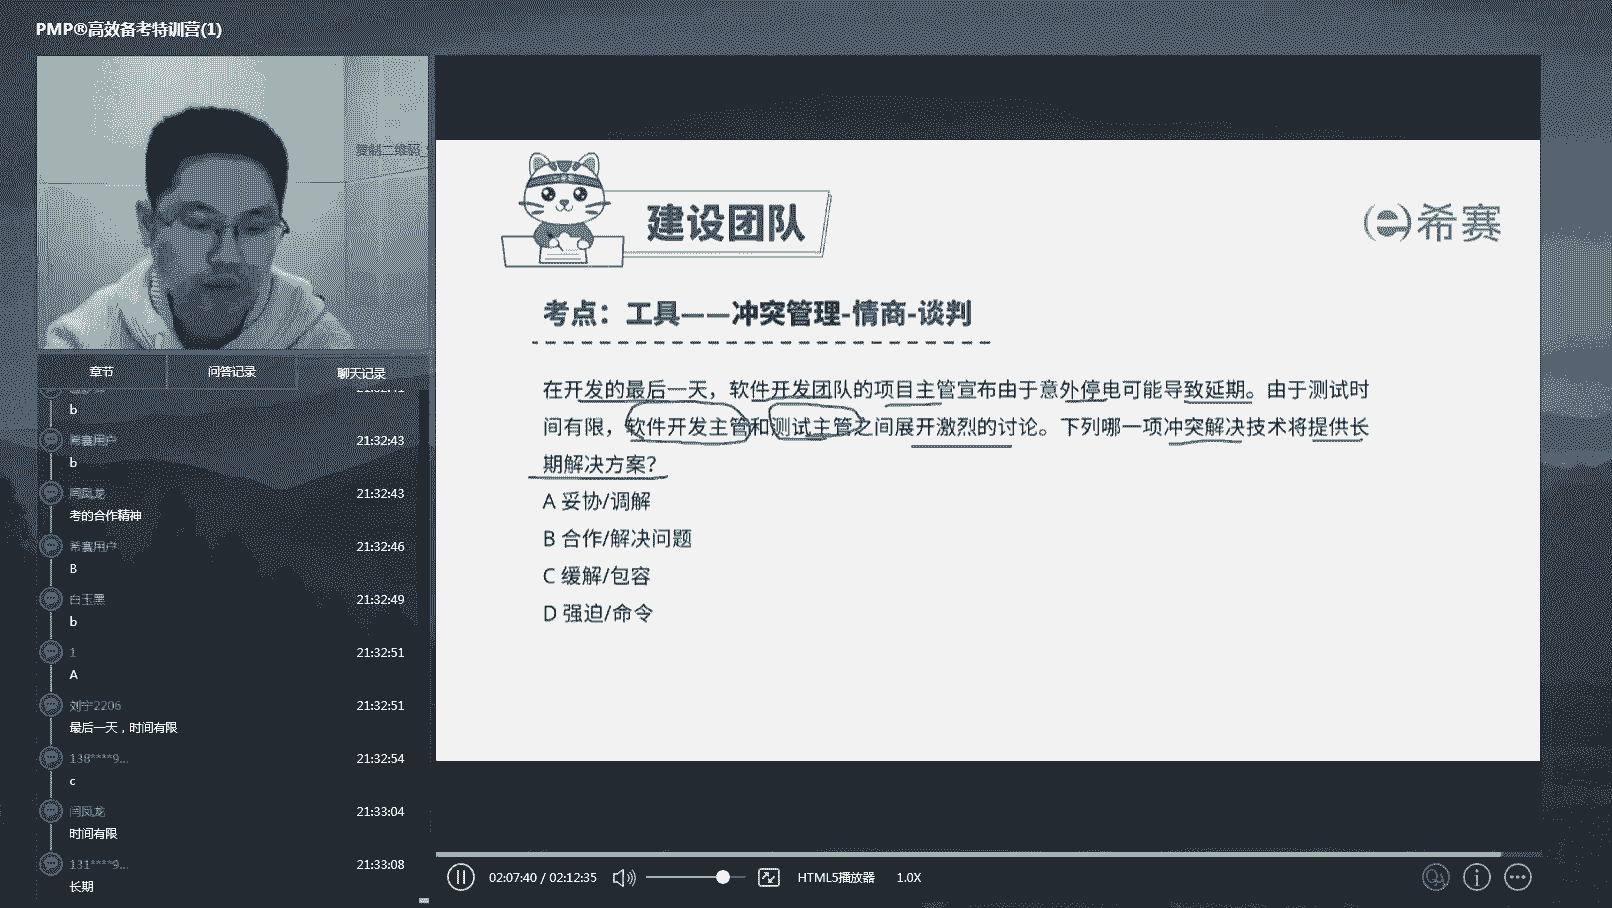 PMP®高效备考特训营(1)
章节
问答记录
聊天记录
b
希赛用户
21:32:43
b
闫凤龙
21:32:43
考的合作精神
希赛用户
21:32:46
B
白玉黑
21:32:49
b
1
21:32:51
A
刘宇2206
21:32:51
最后一天，时间有限
138****9...
21:32:54
c
闫凤龙
21:33:04
时间有限
131****9...
21:33:08
长期
建设团队
希赛
考点：工具——冲突管理-情商-谈判
在开发的最后一天，软件开发团队的项目主管宣布由于意外停电可能导致延期。由于测试时
间有限，软件开发主管和测试主管之间展开激烈的讨论。下列哪一项冲突解决技术将提供长
期解决方案？
A 妥协/调解
B 合作/解决问题
C 缓解/包容
D 强迫/命令
02:07:40 / 02:12:35
HTML5播放器
1.0X